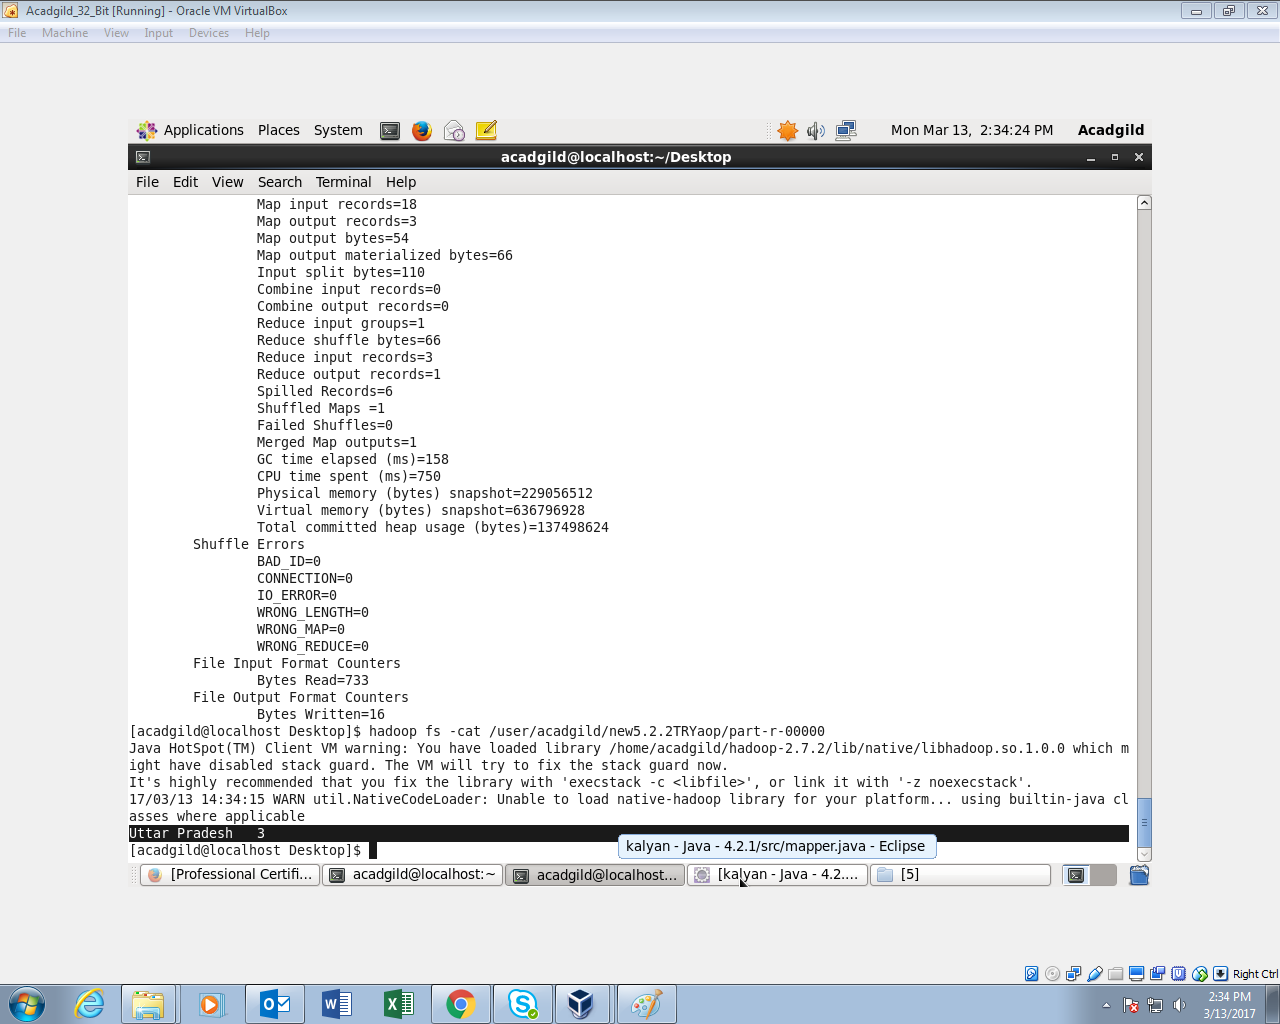 Acadgild_32_Bit [Running] - Oracle VM VirtualBox
File Machine View Input Devices Help
Applications Places System Mon Mar 13, 2:34:24 PM Acadgild
acadgild@localhost:~/Desktop
File Edit View Search Terminal Help
Map input records=18
Map output records=3
Map output bytes=54
Map output materialized bytes=66
Input split bytes=110
Combine input records=0
Combine output records=0
Reduce input groups=1
Reduce shuffle bytes=66
Reduce input records=3
Reduce output records=1
Spilled Records=6
Shuffled Maps =1
Failed Shuffles=0
Merged Map outputs=1
GC time elapsed (ms)=158
CPU time spent (ms)=750
Physical memory (bytes) snapshot=229056512
Virtual memory (bytes) snapshot=636796928
Total committed heap usage (bytes)=137498624
Shuffle Errors
BAD_ID=0
CONNECTION=0
IO_ERROR=0
WRONG_LENGTH=0
WRONG_MAP=0
WRONG_REDUCE=0
File Input Format Counters
Bytes Read=733
File Output Format Counters
Bytes Written=16
[acadgild@localhost Desktop]$ hadoop fs -cat /user/acadgild/new5.2.2TRYaop/part-r-00000
Java HotSpot(TM) Client VM warning: You have loaded library /home/acadgild/hadoop-2.7.2/lib/native/libhadoop.so.1.0.0 which m
ight have disabled stack guard. The VM will try to fix the stack guard now.
It's highly recommended that you fix the library with 'execstack -c <libfile>', or link it with '-z noexecstack'.
17/03/13 14:34:15 WARN util.NativeCodeLoader: Unable to load native-hadoop library for your platform... using builtin-java cl
asses where applicable
Uttar Pradesh 3
[acadgild@localhost Desktop]$
kalyan - Java - 4.2.1/src/mapper.java - Eclipse
[Professional Certifi... acadgild@localhost:~ acadgild@localhost... [kalyan - Java - 4.2.... [5]
Right Ctrl
2:34 PM
3/13/2017